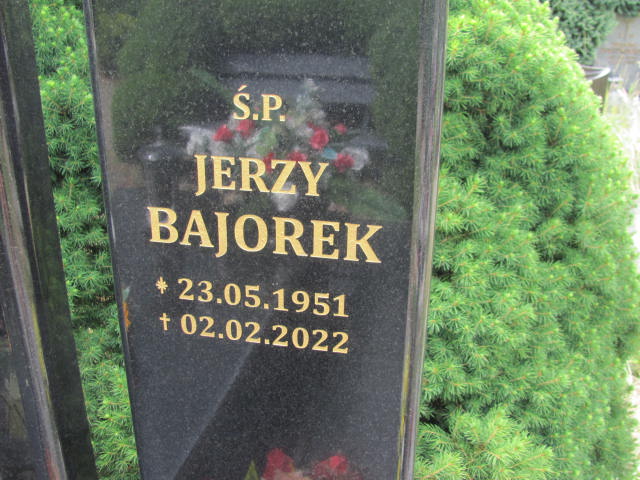 Ś.P.
JERZY
BAJOREK
* 23.05.1951
† 02.02.2022